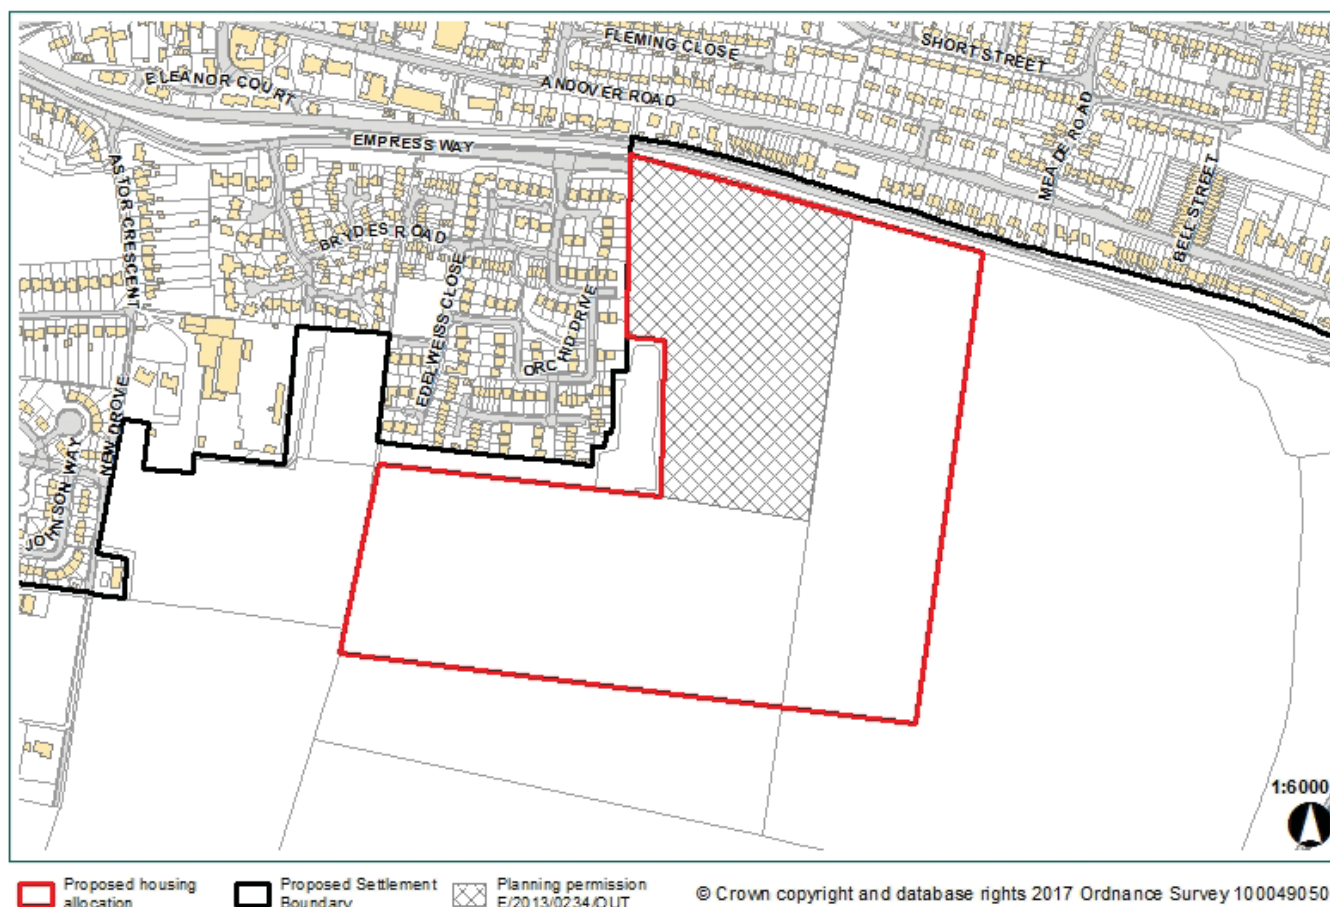 FLEMING CLOSE
SHORT STREET
ELEANOR COURT
ANDOVER ROAD
EMPRESS WAY
MEADE ROAD
ASTOR CRESCENT
BELL STREET
BRYDES ROAD
EDELWEISS CLOSE
ORCHID DRIVE
NEW DROVE
JOHNSON WAY
1:6000
Proposed housing
allocation
Proposed Settlement
Boundary
Planning permission
E/2013/0234/OUT
© Crown copyright and database rights 2017 Ordnance Survey 100049050